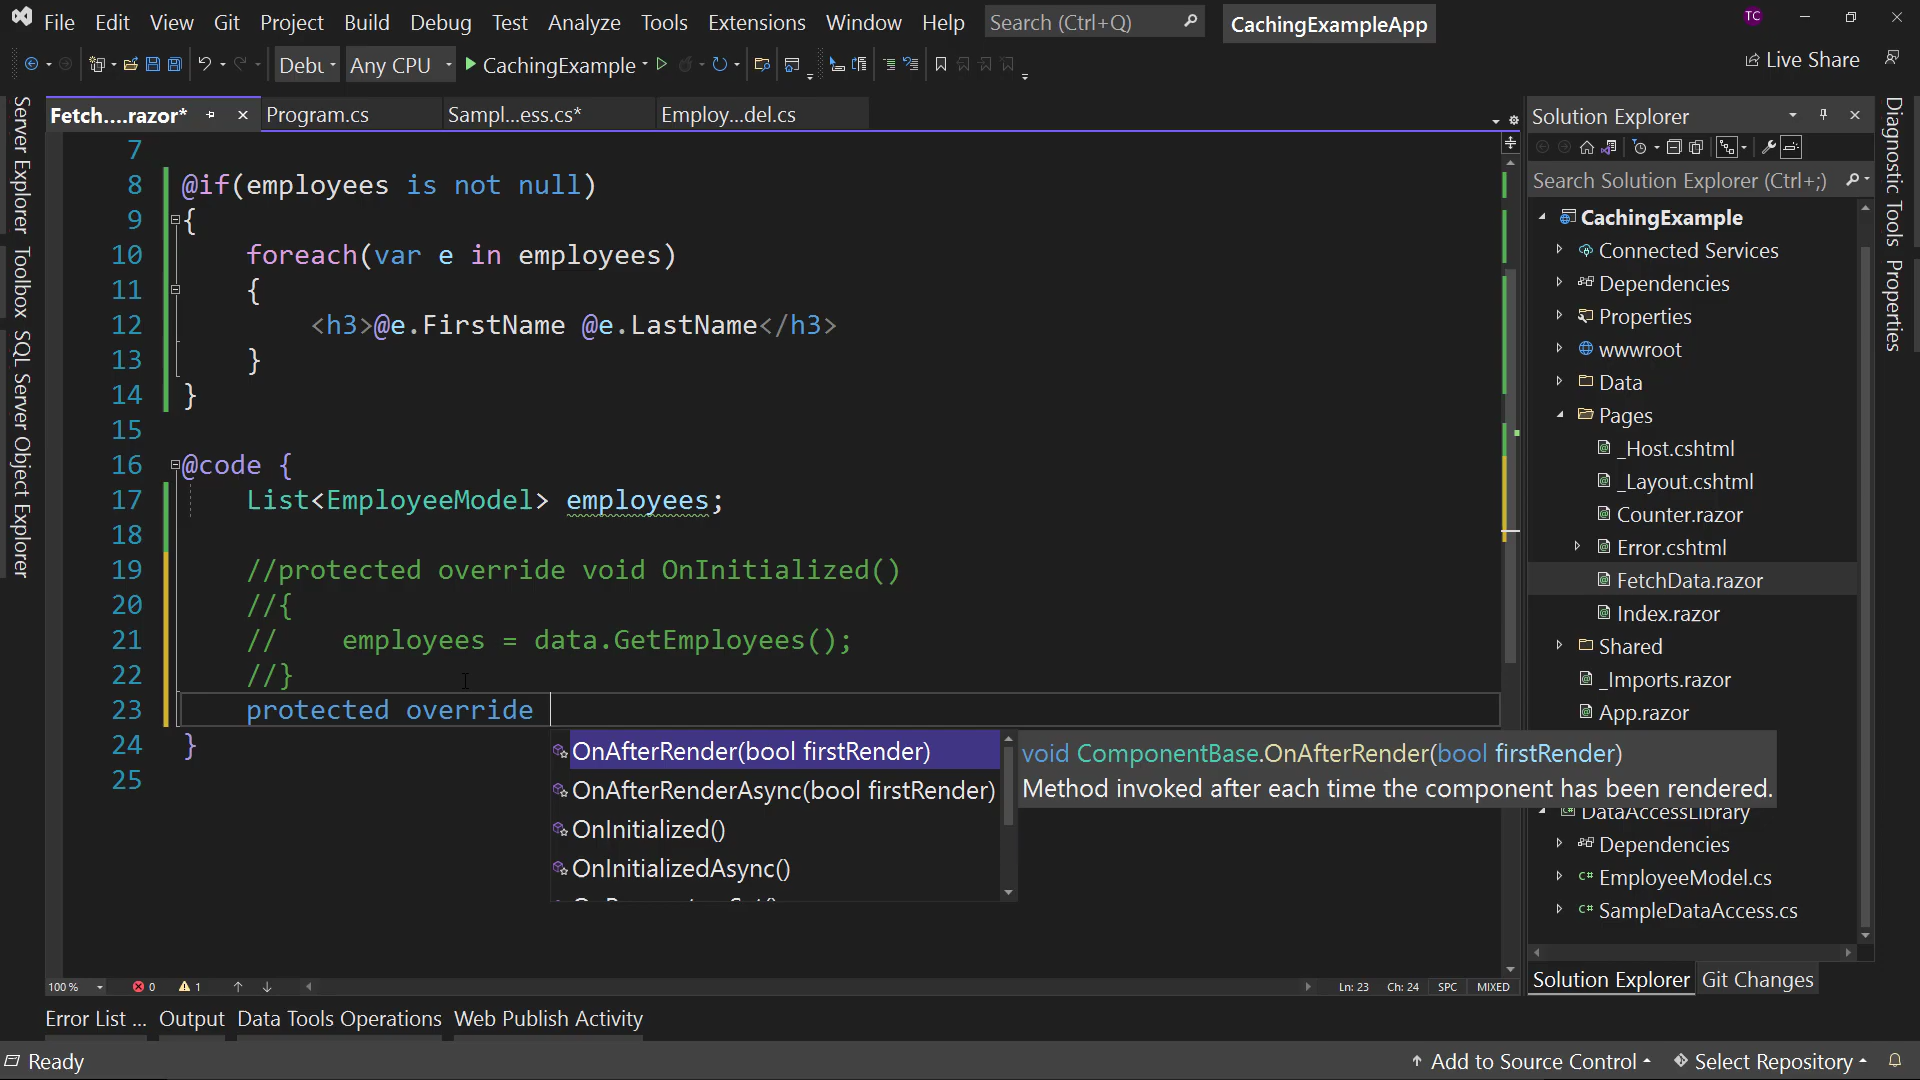 File Edit View Git Project Build Debug Test Analyze Tools Extensions Window Help Search (Ctrl+Q) CachingExampleApp TC
Debu Any CPU CachingExample Live Share
Server Explorer
Toolbox
SQL Server Object Explorer
Fetch....razor* Program.cs Sampl...ess.cs* Employ...del.cs
7
8 @if(employees is not null)
9 {
10 foreach(var e in employees)
11 {
12 <h3>@e.FirstName @e.LastName</h3>
13 }
14 }
15
16 @code {
17 List<EmployeeModel> employees;
18
19 //protected override void OnInitialized()
20 //{
21 // employees = data.GetEmployees();
22 //}
23 protected override
24 }
25
OnAfterRender(bool firstRender)
OnAfterRenderAsync(bool firstRender)
OnInitialized()
OnInitializedAsync()
void ComponentBase.OnAfterRender(bool firstRender)
Method invoked after each time the component has been rendered.
100 % 0 1 Ln: 23 Ch: 24 SPC MIXED
Solution Explorer
Search Solution Explorer (Ctrl+;)
CachingExample
Connected Services
Dependencies
Properties
wwwroot
Data
Pages
_Host.cshtml
_Layout.cshtml
Counter.razor
Error.cshtml
FetchData.razor
Index.razor
Shared
_Imports.razor
App.razor
DataAccessLibrary
Dependencies
EmployeeModel.cs
SampleDataAccess.cs
Solution Explorer Git Changes
Diagnostic Tools
Properties
Error List ... Output Data Tools Operations Web Publish Activity
Ready Add to Source Control Select Repository